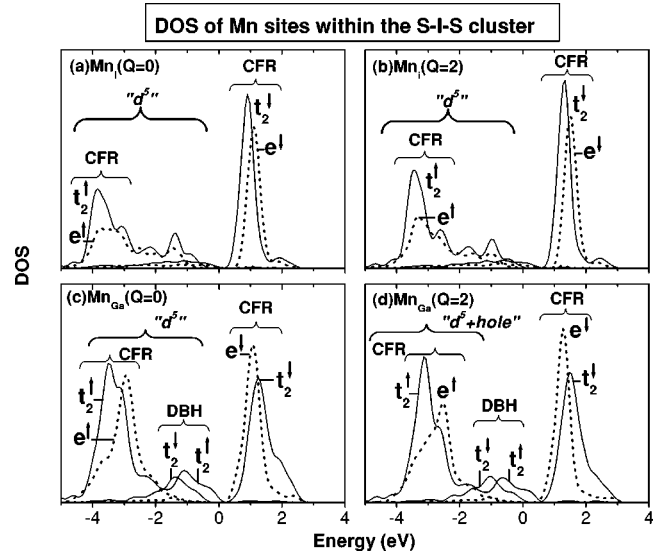 DOS of Mn sites within the S-I-S cluster
(a)MnI(Q=0)
"d5"
CFR
t2↑
e↑
CFR
t2↓
e↓
(b)Mni(Q=2)
"d5"
CFR
t2↑
e↑
CFR
t2↓
e↓
DOS
(c)MnGa(Q=0)
"d5"
CFR
t2↑
e↑
DBH
t2↓
t2↑
CFR
e↓
t2↓
(d)MnGa(Q=2)
"d5+hole"
CFR
t2↑
e↑
DBH
t2↓
t2↑
CFR
e↓
t2↓
-4 -2 0 2 4 -4 -2 0 2 4
Energy (eV)